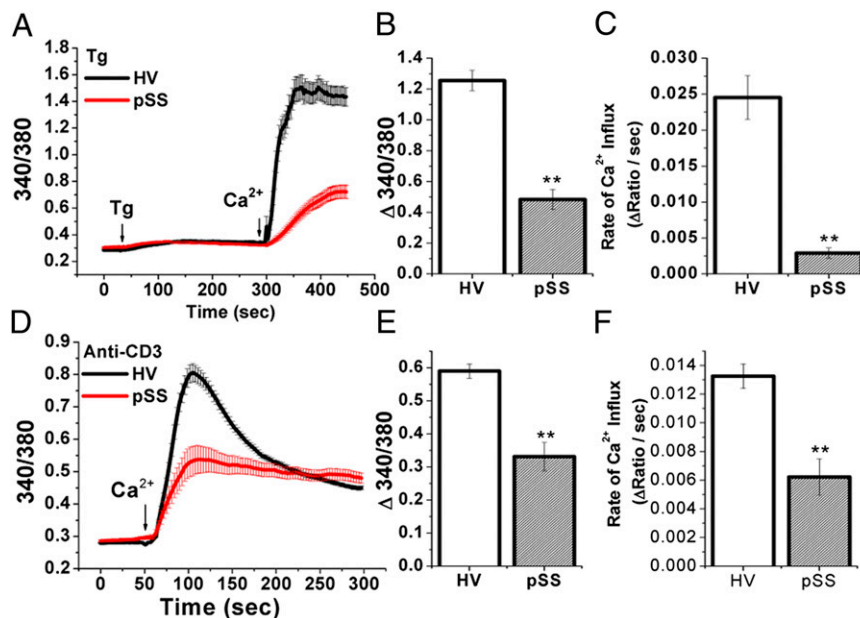 A
Tg
HV
pSS
340/380
1.8
1.6
1.4
1.2
1.0
0.8
0.6
0.4
0.2
Tg
Ca2+
0 100 200 300 400 500
Time (sec)
B
Δ 340/380
1.4
1.2
1.0
0.8
0.6
0.4
0.2
0.0
**
HV pSS
C
Rate of Ca2+ Influx
(ΔRatio / sec)
0.030
0.025
0.020
0.015
0.010
0.005
0.000
**
HV pSS
D
Anti-CD3
HV
pSS
340/380
0.9
0.8
0.7
0.6
0.5
0.4
0.3
0.2
Ca2+
0 50 100 150 200 250 300
Time (sec)
E
Δ 340/380
0.6
0.5
0.4
0.3
0.2
0.1
0.0
**
HV pSS
F
Rate of Ca2+ Influx
(ΔRatio / sec)
0.014
0.012
0.010
0.008
0.006
0.004
0.002
0.000
**
HV pSS